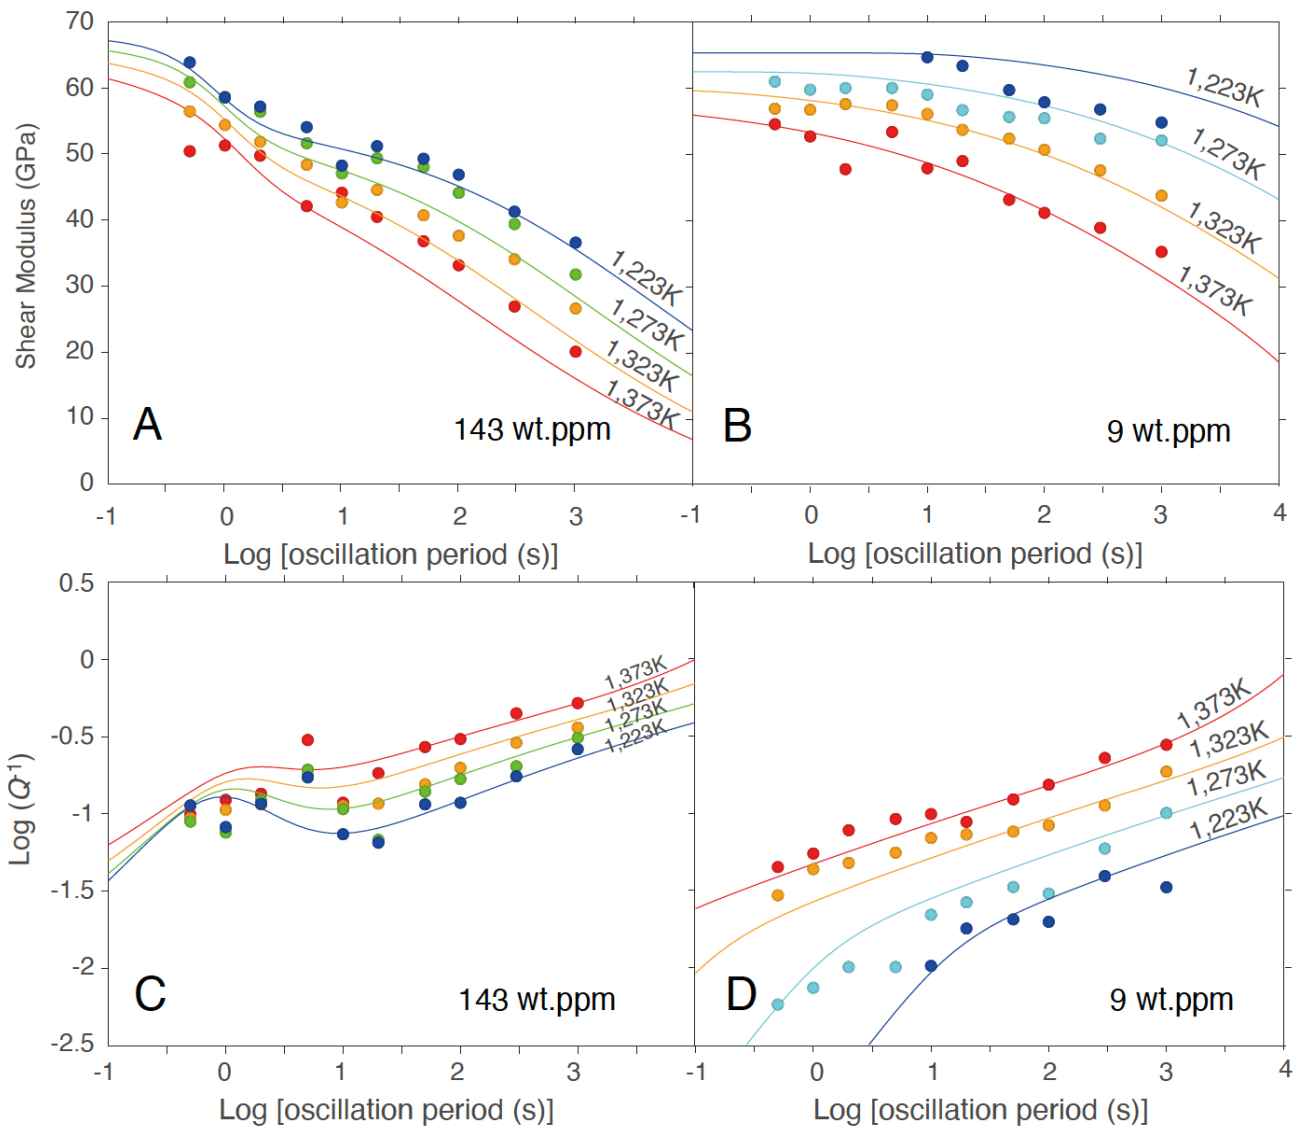 70
60
50
40
30
20
10
0
Shear Modulus (GPa)
1,223K
1,273K
1,323K
1,373K
A
143 wt.ppm
-1
0
1
2
3
Log [oscillation period (s)]
1,223K
1,273K
1,323K
1,373K
B
9 wt.ppm
-1
0
1
2
3
4
Log [oscillation period (s)]
0.5
0
-0.5
-1
-1.5
-2
-2.5
Log (Q⁻¹)
1,373K
1,323K
1,273K
1,223K
C
143 wt.ppm
-1
0
1
2
3
Log [oscillation period (s)]
1,373K
1,323K
1,273K
1,223K
D
9 wt.ppm
-1
0
1
2
3
4
Log [oscillation period (s)]